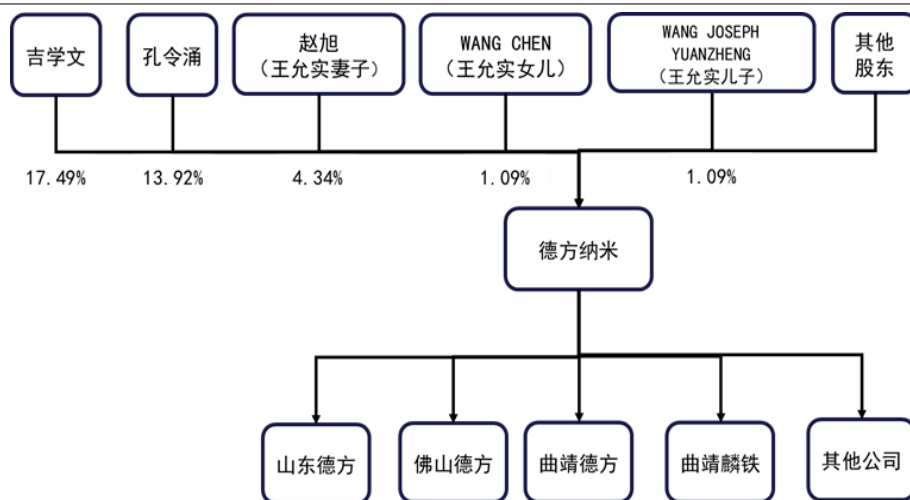 吉学文
孔令涌
赵旭
（王允实妻子）
WANG CHEN
（王允实女儿）
WANG JOSEPH
YUANZHENG
（王允实儿子）
其他
股东
17.49%
13.92%
4.34%
1.09%
1.09%
德方纳米
山东德方
佛山德方
曲靖德方
曲靖麟铁
其他公司